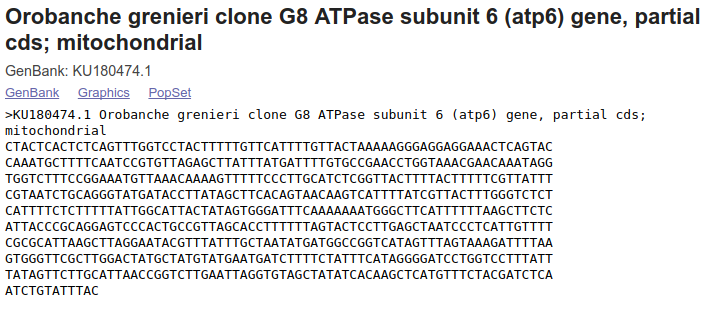 Orobanche grenieri clone G8 ATPase subunit 6 (atp6) gene, partial
cds; mitochondrial
GenBank: KU180474.1
GenBank Graphics PopSet
>KU180474.1 Orobanche grenieri clone G8 ATPase subunit 6 (atp6) gene, partial cds;
mitochondrial
CTACTCACTCTCAGTTTGGTCCTACTTTTTGTTCATTTTGTTACTAAAAAGGGAGGAGGAAACTCAGTAC
CAAATGCTTTTCAATCCGTGTTAGAGCTTATTTATGATTTTGTGCCGAACCTGGTAAACGAACAAATAGG
TGGTCTTTCCGGAAATGTTAAACAAAAGTTTTTCCCTTGCATCTCGGTTACTTTTACTTTTTCGTTATTT
CGTAATCTGCAGGGTATGATACCTTATAGCTTCACAGTAACAAGTCATTTTATCGTTACTTTGGGTCTCT
CATTTTCTCTTTTTATTGGCATTACTATAGTGGGATTTCAAAAAAATGGGCTTCATTTTTTAAGCTTCTC
ATTACCCGCAGGAGTCCCACTGCCGTTAGCACCTTTTTTAGTACTCCTTGAGCTAATCCCTCATTGTTTT
CGCGCATTAAGCTTAGGAATACGTTTATTTGCTAATATGATGGCCGGTCATAGTTTAGTAAAGATTTTAA
GTGGGTTCGCTTGGACTATGCTATGTATGAATGATCTTTTCTATTTCATAGGGGATCCTGGTCCTTTATT
TATAGTTCTTGCATTAACCGGTCTTGAATTAGGTGTAGCTATATCACAAGCTCATGTTTCTACGATCTCA
ATCTGTATTTAC